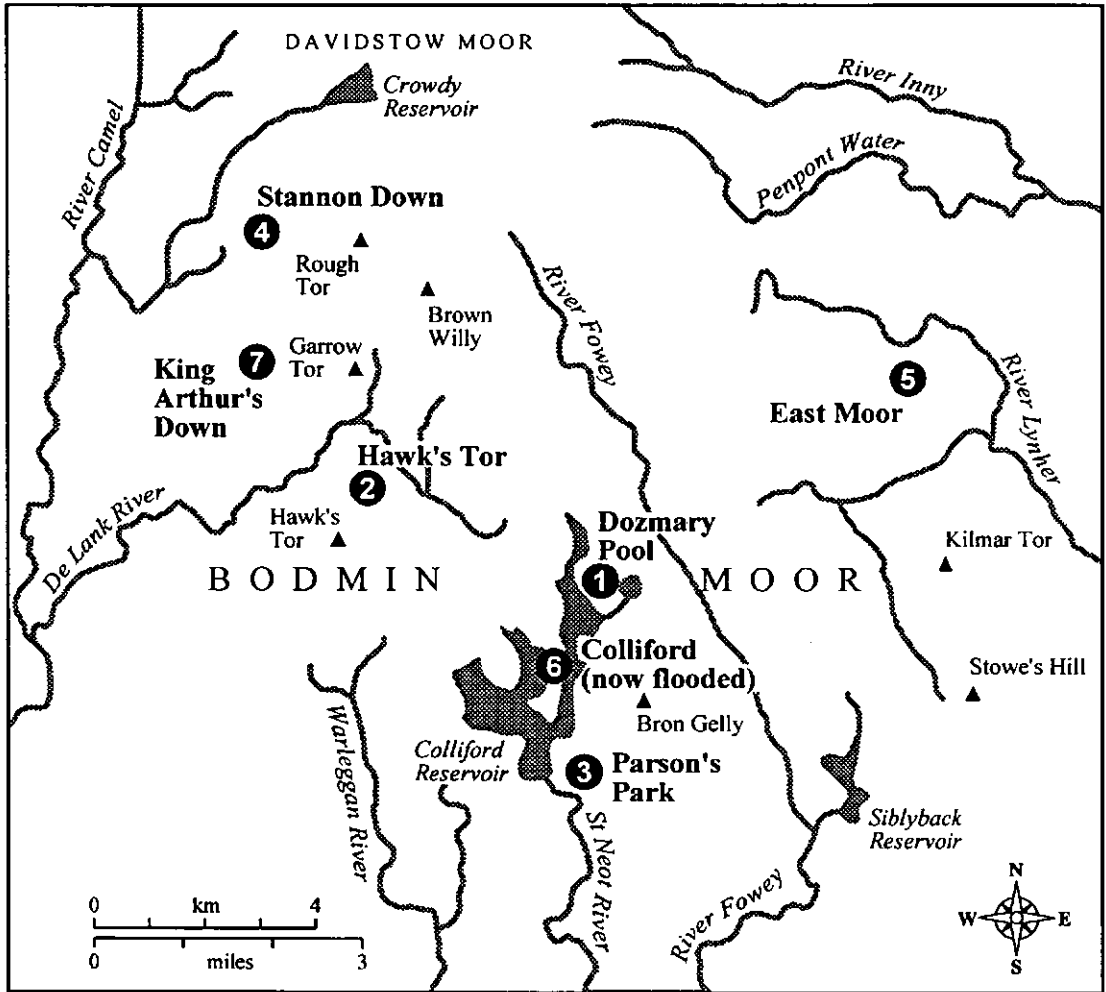 DAVIDSTOW MOOR
Crowdy
Reservoir
River Inny
River Camel
Penpont Water
Stannon Down
4
Rough
Tor
River Fowey
Brown
Willy
7
Garrow
Tor
King
Arthur's
Down
5
East Moor
River Lynher
Hawk's Tor
2
De Lank River
Hawk's
Tor
Dozmary
Pool
1
Kilmar Tor
BODMIN MOOR
6
Colliford
(now flooded)
Stowe's Hill
Bron Gelly
Warleggan River
Colliford
Reservoir
3
Parson's
Park
St Neot River
Siblyback
Reservoir
River Fowey
0 km 4
0 miles 3
N
W E
S